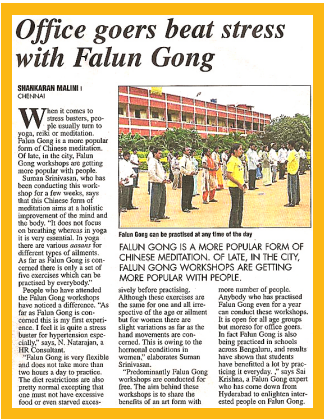 Office goers beat stress
with Falun Gong
SHANKARAN MALINI |
CHENNAI
When it comes to
stress busters, peo-
ple usually turn to
yoga, reiki or meditation.
Falun Gong is a more popular
form of Chinese meditation.
Of late, in the city, Falun
Gong workshops are getting
more popular with people.
Suman Srinivasan, who has
been conducting this work-
shop for a few weeks, says
that this Chinese form of
meditation aims at a holistic
improvement of the mind and
the body. "It does not focus
on breathing whereas in yoga
it is very essential. In yoga
there are various asanas for
different types of ailments.
As far as Falun Gong is con-
cerned there is only a set of
five exercises which can be
practised by everybody."
People who have attended
the Falun Gong workshops
have noticed a difference. "As
far as Falun Gong is con-
cerned this is my first experi-
ence. I feel it is quite a stress
buster for hypertension espe-
cially," says, N. Natarajan, a
HR Consultant.
"Falun Gong is very flexible
and does not take more than
two hours a day to practice.
The diet restrictions are also
pretty normal excepting that
one must not have excessive
food or even starved exces-
Falun Gong can be practised at any time of the day
FALUN GONG IS A MORE POPULAR FORM OF
CHINESE MEDITATION. OF LATE, IN THE CITY,
FALUN GONG WORKSHOPS ARE GETTING
MORE POPULAR WITH PEOPLE.
sively before practising.
Although these exercises are
the same for one and all irre-
spective of the age or ailment
but for women there are
slight variations as far as the
hand movements are con-
cerned. This is owing to the
hormonal conditions in
women," elaborates Suman
Srinivasan.
"Predominantly Falun Gong
workshops are conducted for
free. The aim behind these
workshops is to share the
benefits of an art form with
more number of people.
Anybody who has practised
Falun Gong even for a year
can conduct these workshops.
It is open for all age groups
but moreso for office goers.
In fact Falun Gong is also
being practised in schools
across Bengaluru, and results
have shown that students
have benefitted a lot by prac-
ticing it everyday. ," says Sai
Krishna, a Falun Gong expert
who has come down from
Hyderabad to enlighten inter-
ested people on Falun Gong.